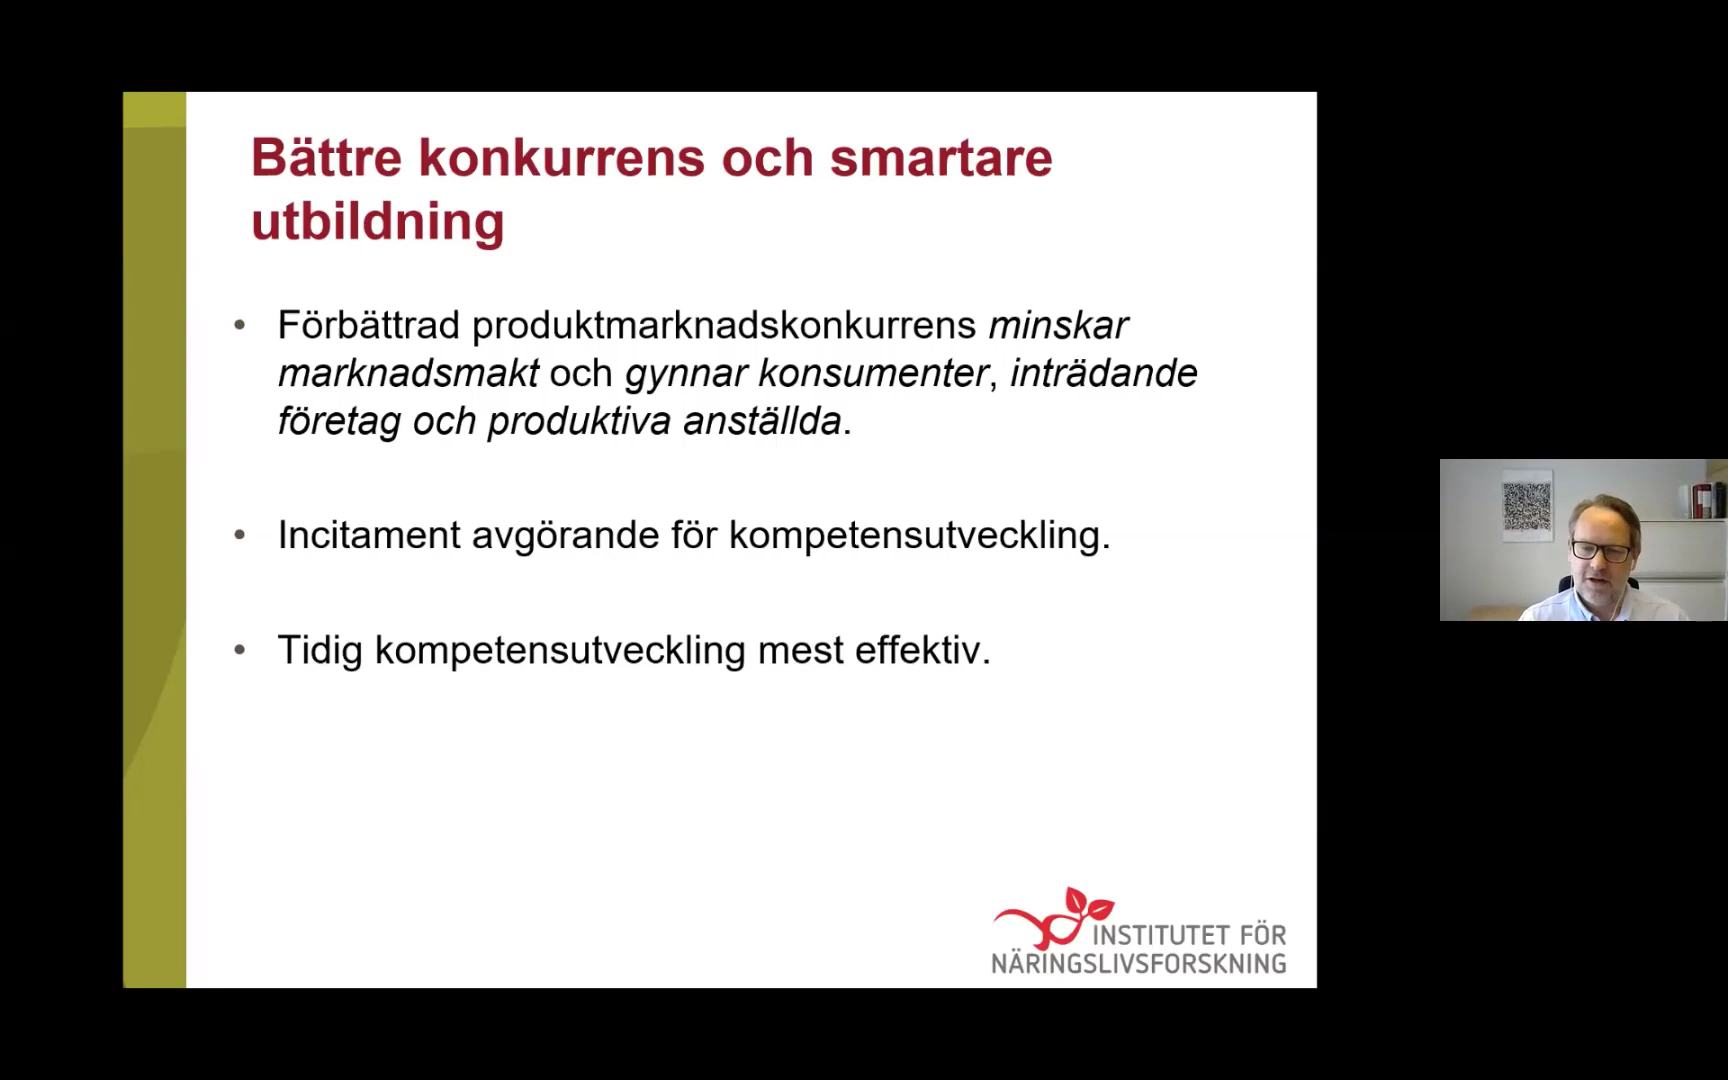 Bättre konkurrens och smartare
utbildning
• Förbättrad produktmarknadskonkurrens minskar
marknadsmakt och gynnar konsumenter, inträdande
företag och produktiva anställda.
• Incitament avgörande för kompetensutveckling.
• Tidig kompetensutveckling mest effektiv.
INSTITUTET FÖR
NÄRINGSLIVSFORSKNING